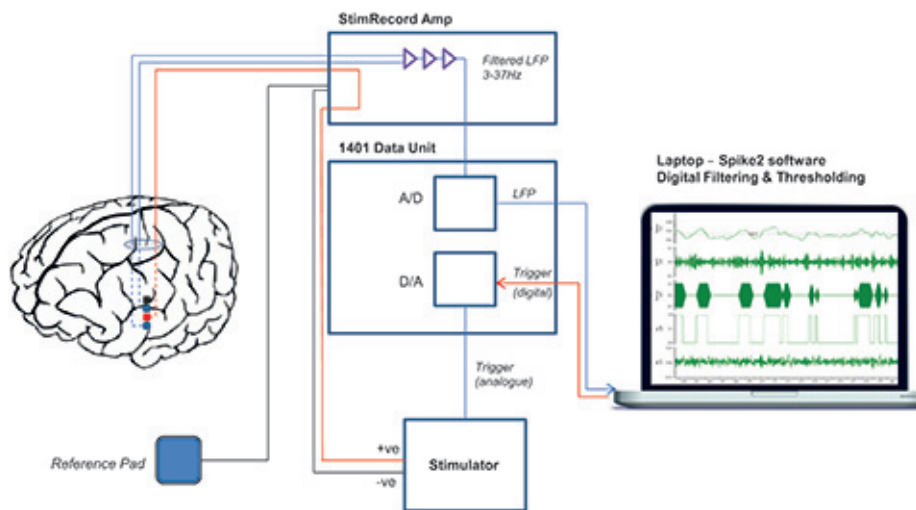 StimRecord Amp
Filtered LFP
3-37Hz
1401 Data Unit
A/D
LFP
D/A
Trigger
(digital)
Laptop – Spike2 software
Digital Filtering & Thresholding
Trigger
(analogue)
+ve
-ve
Stimulator
Reference Pad